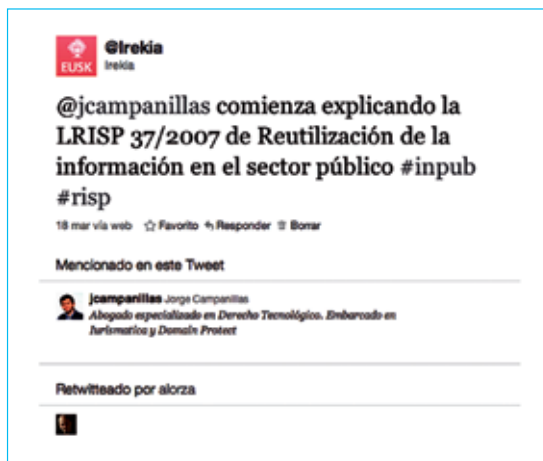 @Irekia
EUSK Irekia
@jcampanillas comienza explicando la
LRISP 37/2007 de Reutilización de la
información en el sector público #inpub
#risp
18 mar vía web Favorito Responder Borrar
Mencionado en este Tweet
jcampanillas Jorge Campanillas
Abogado especializado en Derecho Tecnológico. Embarcado en
Iurismatica y Domain Protect
Retwitteado por alorza